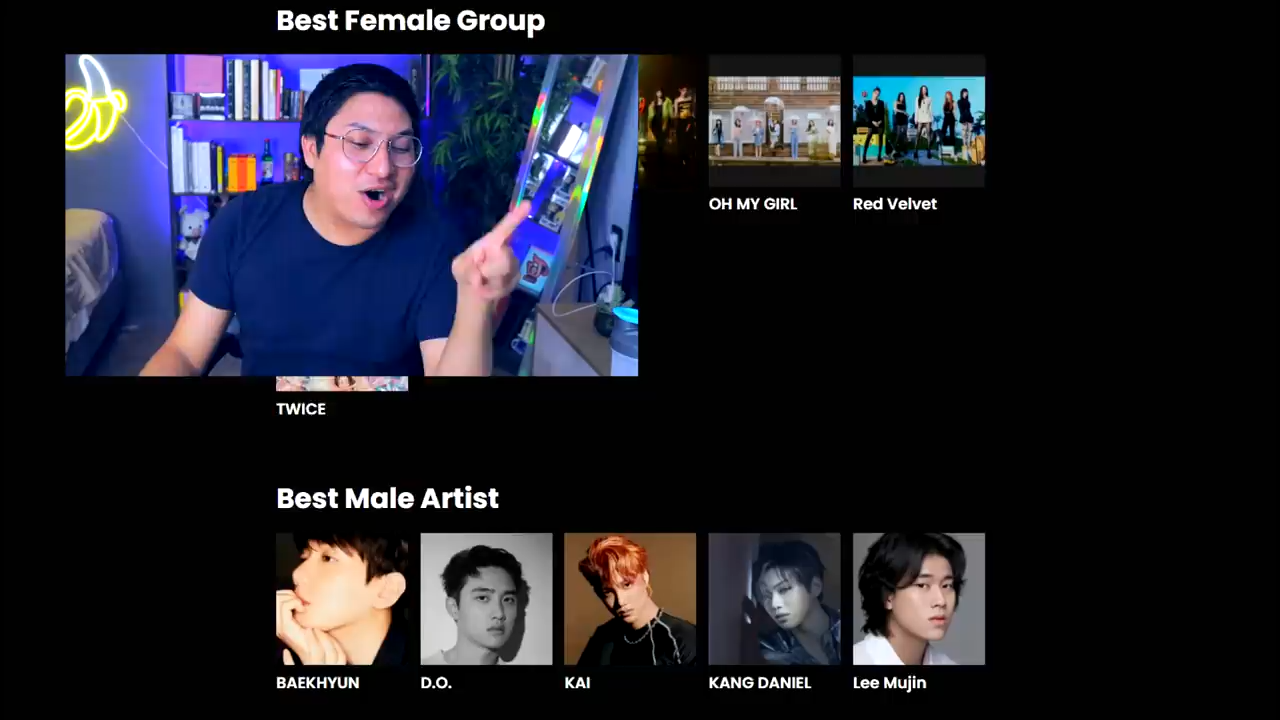 Best Female Group
OH MY GIRL
Red Velvet
TWICE
Best Male Artist
BAEKHYUN
D.O.
KAI
KANG DANIEL
Lee Mujin